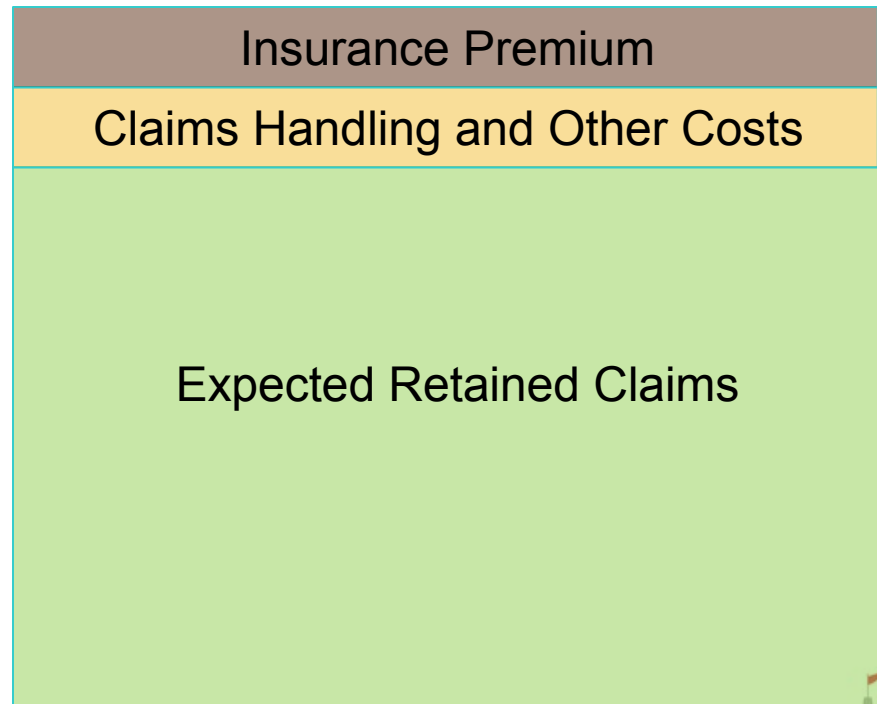 Insurance Premium
Claims Handling and Other Costs
Expected Retained Claims